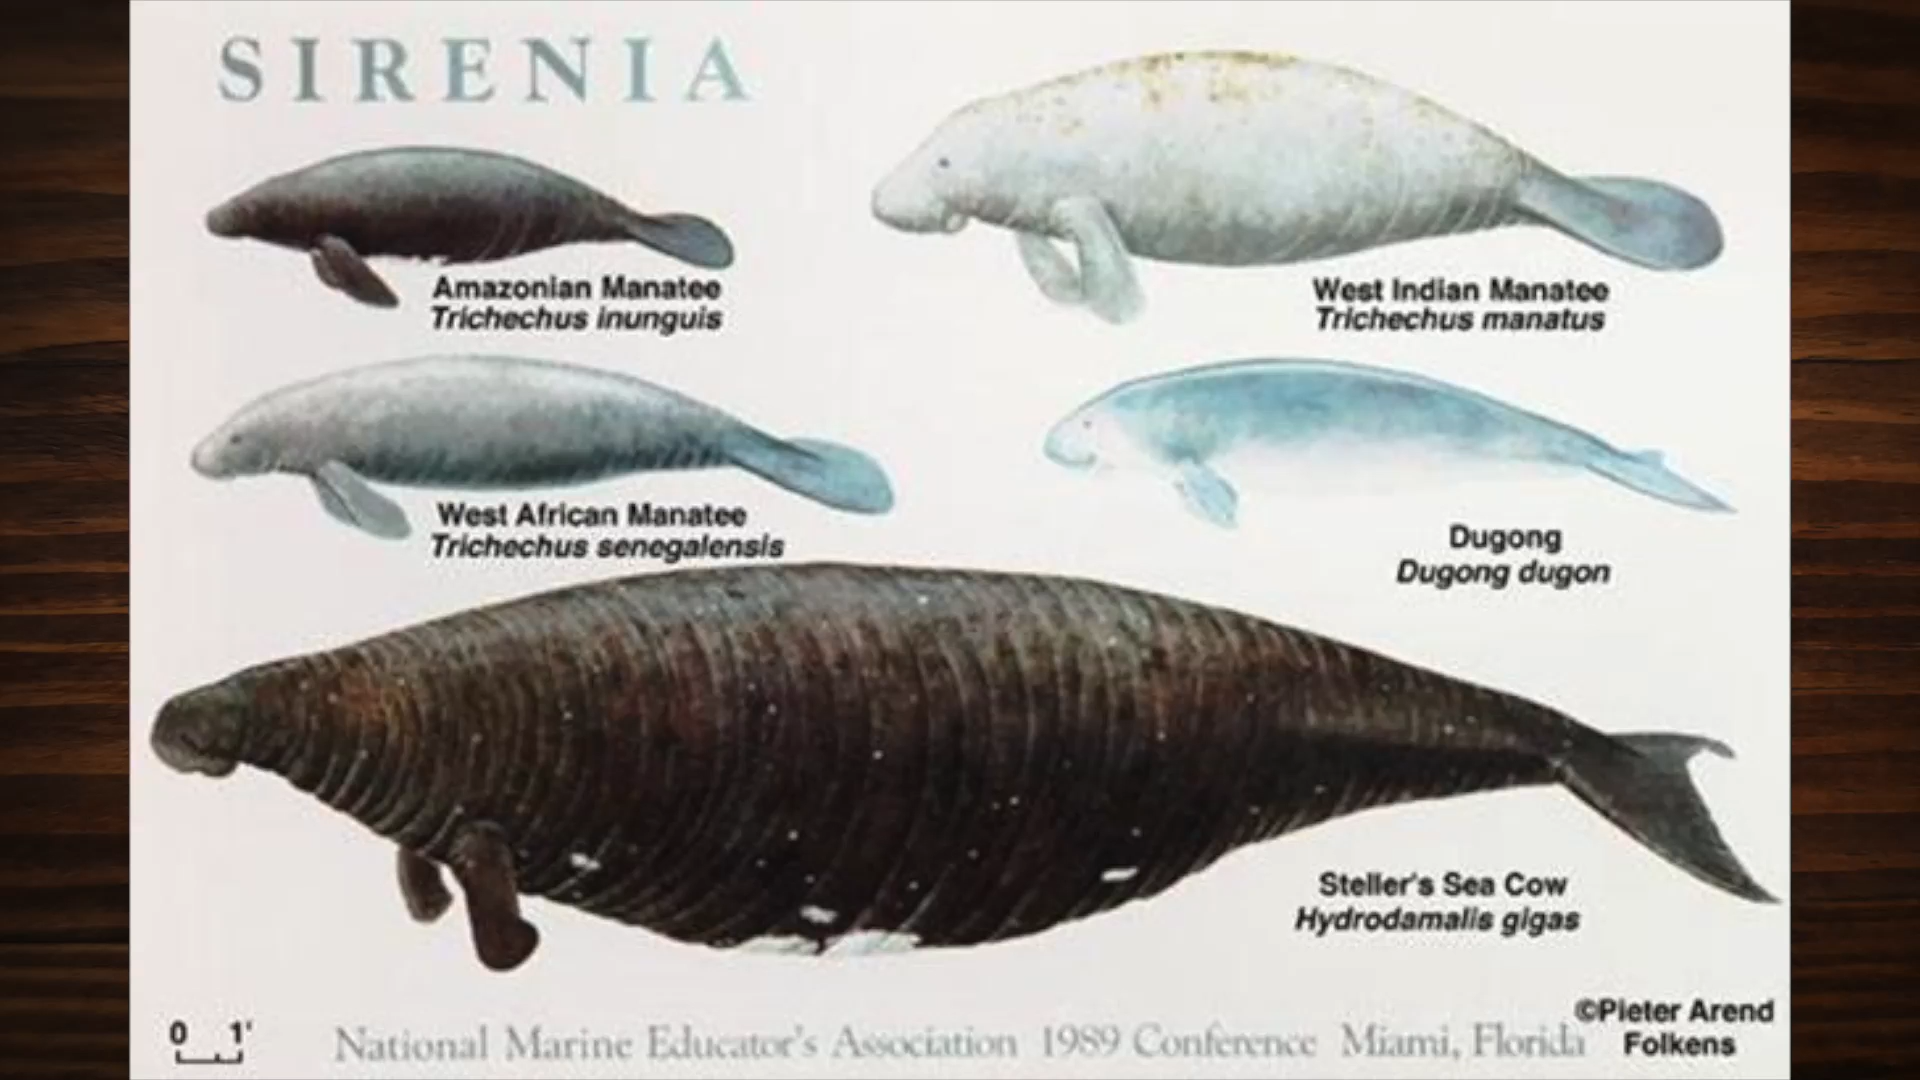 SIRENIA
Amazonian Manatee
Trichechus inunguis
West Indian Manatee
Trichechus manatus
West African Manatee
Trichechus senegalensis
Dugong
Dugong dugon
Steller's Sea Cow
Hydrodamalis gigas
0 1'
National Marine Educator's Association 1989 Conference Miami, Florida
©Pieter Arend
Folkens